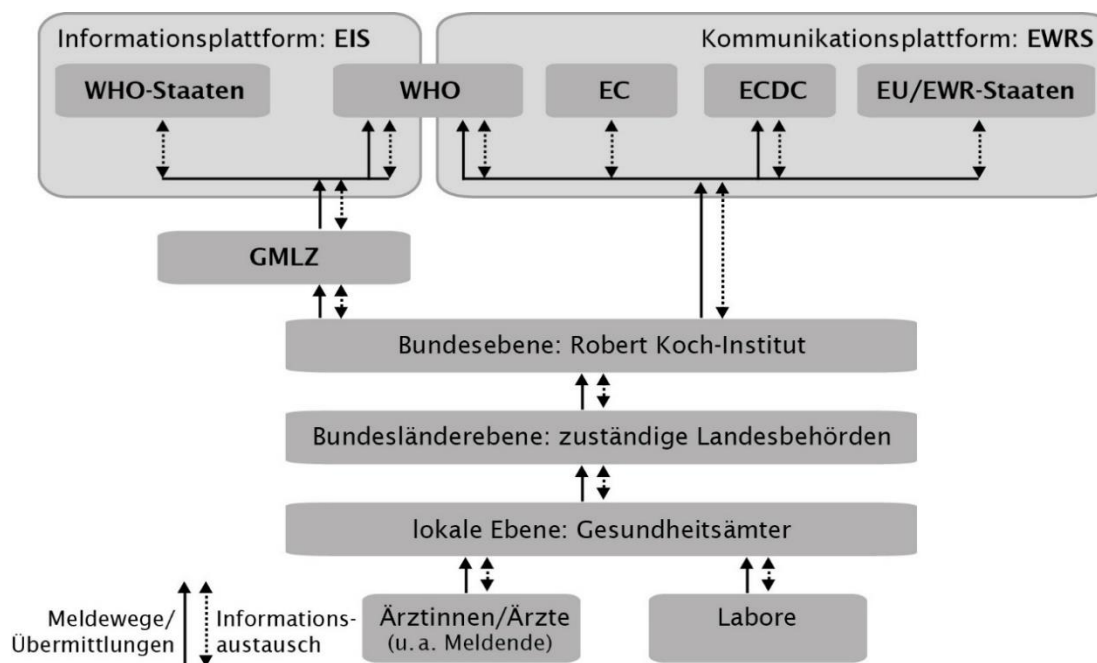 Informationsplattform: EIS
Kommunikationsplattform: EWRS
WHO-Staaten
WHO
EC
ECDC
EU/EWR-Staaten
GMLZ
Bundesebene: Robert Koch-Institut
Bundesländerebene: zuständige Landesbehörden
lokale Ebene: Gesundheitsämter
Ärztinnen/Ärzte
(u. a. Meldende)
Labore
Meldewege/
Übermittlungen
Informations-
austausch